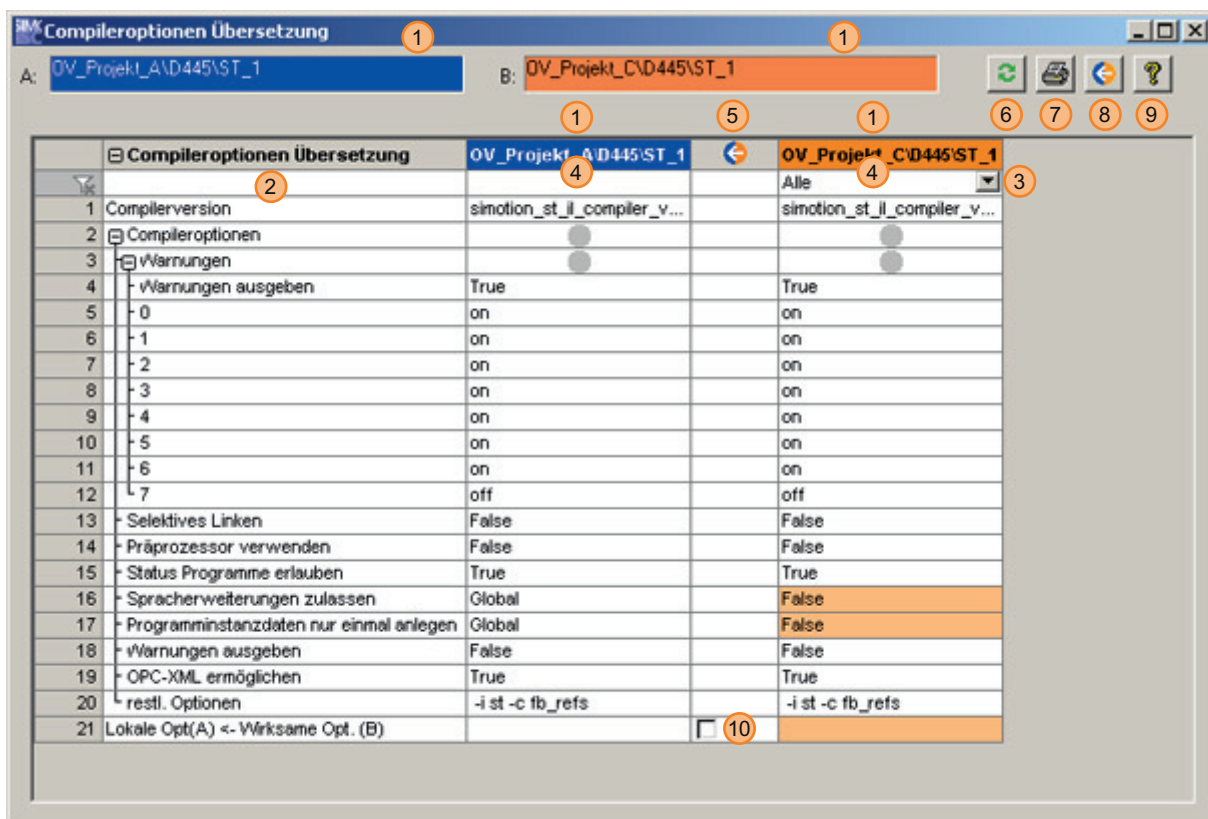 Compileroptionen Übersetzung
1 1
A: OV_Projekt_A\D445\ST_1 B: OV_Projekt_C\D445\ST_1
1 5 1 6 7 8 9
Compileroptionen Übersetzung OV_Projekt_A\D445\ST_1 OV_Projekt_C\D445\ST_1
2 4 4 Alle 3
1 Compilerversion simotion_st_il_compiler_v... simotion_st_il_compiler_v...
2 Compileroptionen
3 Warnungen
4 Warnungen ausgeben True True
5 0 on on
6 1 on on
7 2 on on
8 3 on on
9 4 on on
10 5 on on
11 6 on on
12 7 off off
13 Selektives Linken False False
14 Präprozessor verwenden False False
15 Status Programme erlauben True True
16 Spracherweiterungen zulassen Global False
17 Programminstanzdaten nur einmal anlegen Global False
18 Warnungen ausgeben False False
19 OPC-XML ermöglichen True True
20 restl. Optionen -i st -c fb_refs -i st -c fb_refs
21 Lokale Opt(A) <- Wirksame Opt. (B) 10